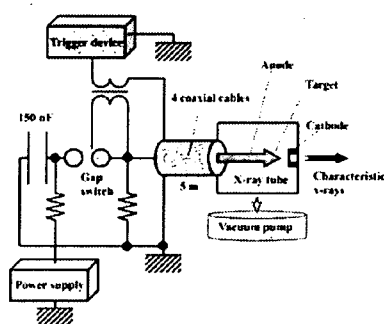 Trigger device
Anode
4 coaxial cables
Target
150 nF
Cathode
Gap
switch
5 m
X-ray tube
Characteristic
x-rays
Vacuum pump
Power supply